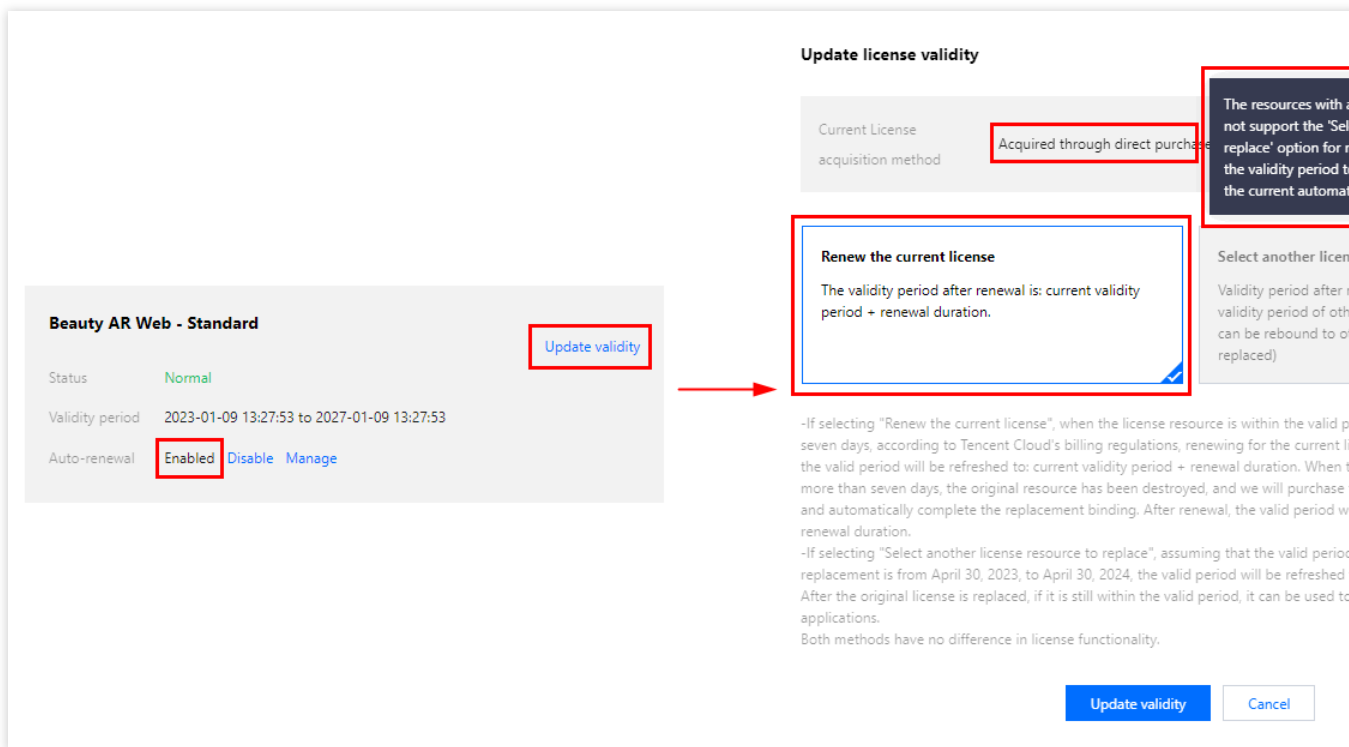 Update license validity
Current License
acquisition method
Acquired through direct purchase
The resources with
not support the
replace' option for
the validity period
the current
Renew the current license
The validity period after renewal is: current validity
period + renewal duration.
Select another
Validity period after
validity period of
can be rebound to
replaced)
Beauty AR Web - Standard
Update validity
Status
Normal
Validity period
2023-01-09 13:27:53 to 2027-01-09 13:27:53
Auto-renewal
Enabled Disable Manage
-If selecting "Renew the current license", when the license resource is within the valid
seven days, according to Tencent Cloud's billing regulations, renewing for the current
the valid period will be refreshed to: current validity period + renewal duration. When
more than seven days, the original resource has been destroyed, and we will purchase
and automatically complete the replacement binding. After renewal, the valid period
renewal duration.
-If selecting "Select another license resource to replace", assuming that the valid period
replacement is from April 30, 2023, to April 30, 2024, the valid period will be refreshed
After the original license is replaced, if it is still within the valid period, it can be used to
applications.
Both methods have no difference in license functionality.
Update validity
Cancel